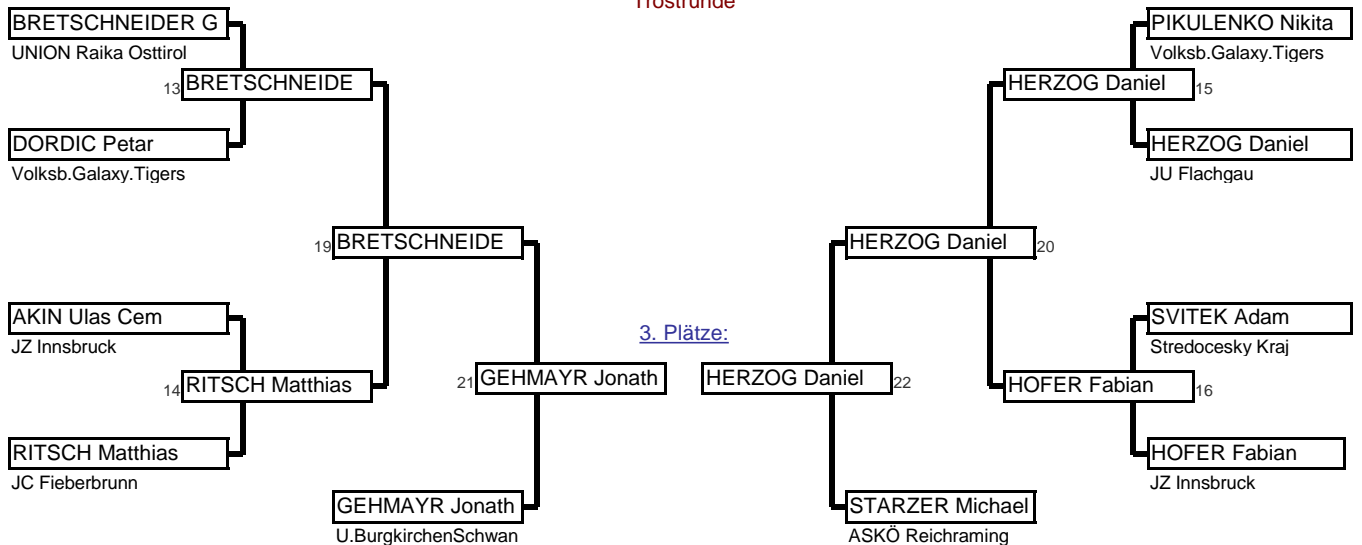 Trostrunde
BRETSCHNEIDER G
UNION Raika Osttirol
13 BRETSCHNEIDE
DORDIC Petar
Volksb.Galaxy.Tigers
19 BRETSCHNEIDE
AKIN Ulas Cem
JZ Innsbruck
14 RITSCH Matthias
RITSCH Matthias
JC Fieberbrunn
21 GEHMAYR Jonath
GEHMAYR Jonath
U.BurgkirchenSchwan
3. Plätze:
PIKULENKO Nikita
Volksb.Galaxy.Tigers
HERZOG Daniel 15
HERZOG Daniel
JU Flachgau
HERZOG Daniel 20
SVITEK Adam
Stredocesky Kraj
HERZOG Daniel 22
HOFER Fabian 16
HOFER Fabian
JZ Innsbruck
STARZER Michael
ASKÖ Reichraming